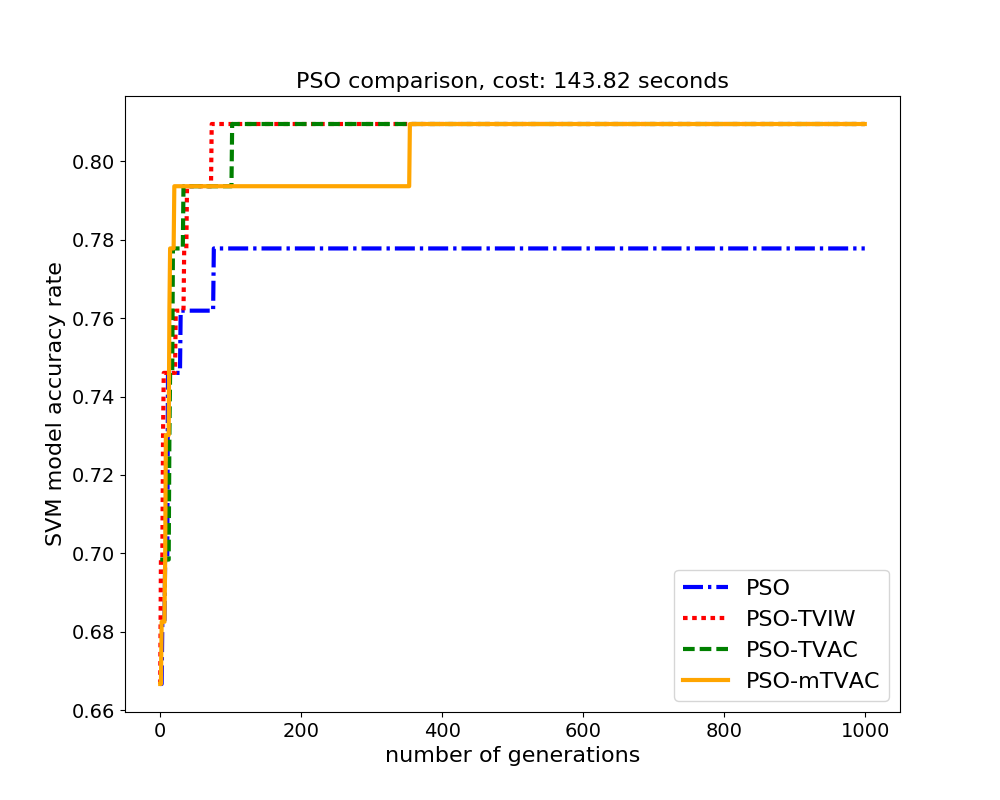 PSO comparison, cost: 143.82 seconds
SVM model accuracy rate
0.80
0.78
0.76
0.74
0.72
0.70
0.68
0.66
0 200 400 600 800 1000
number of generations
PSO
PSO-TVIW
PSO-TVAC
PSO-mTVAC